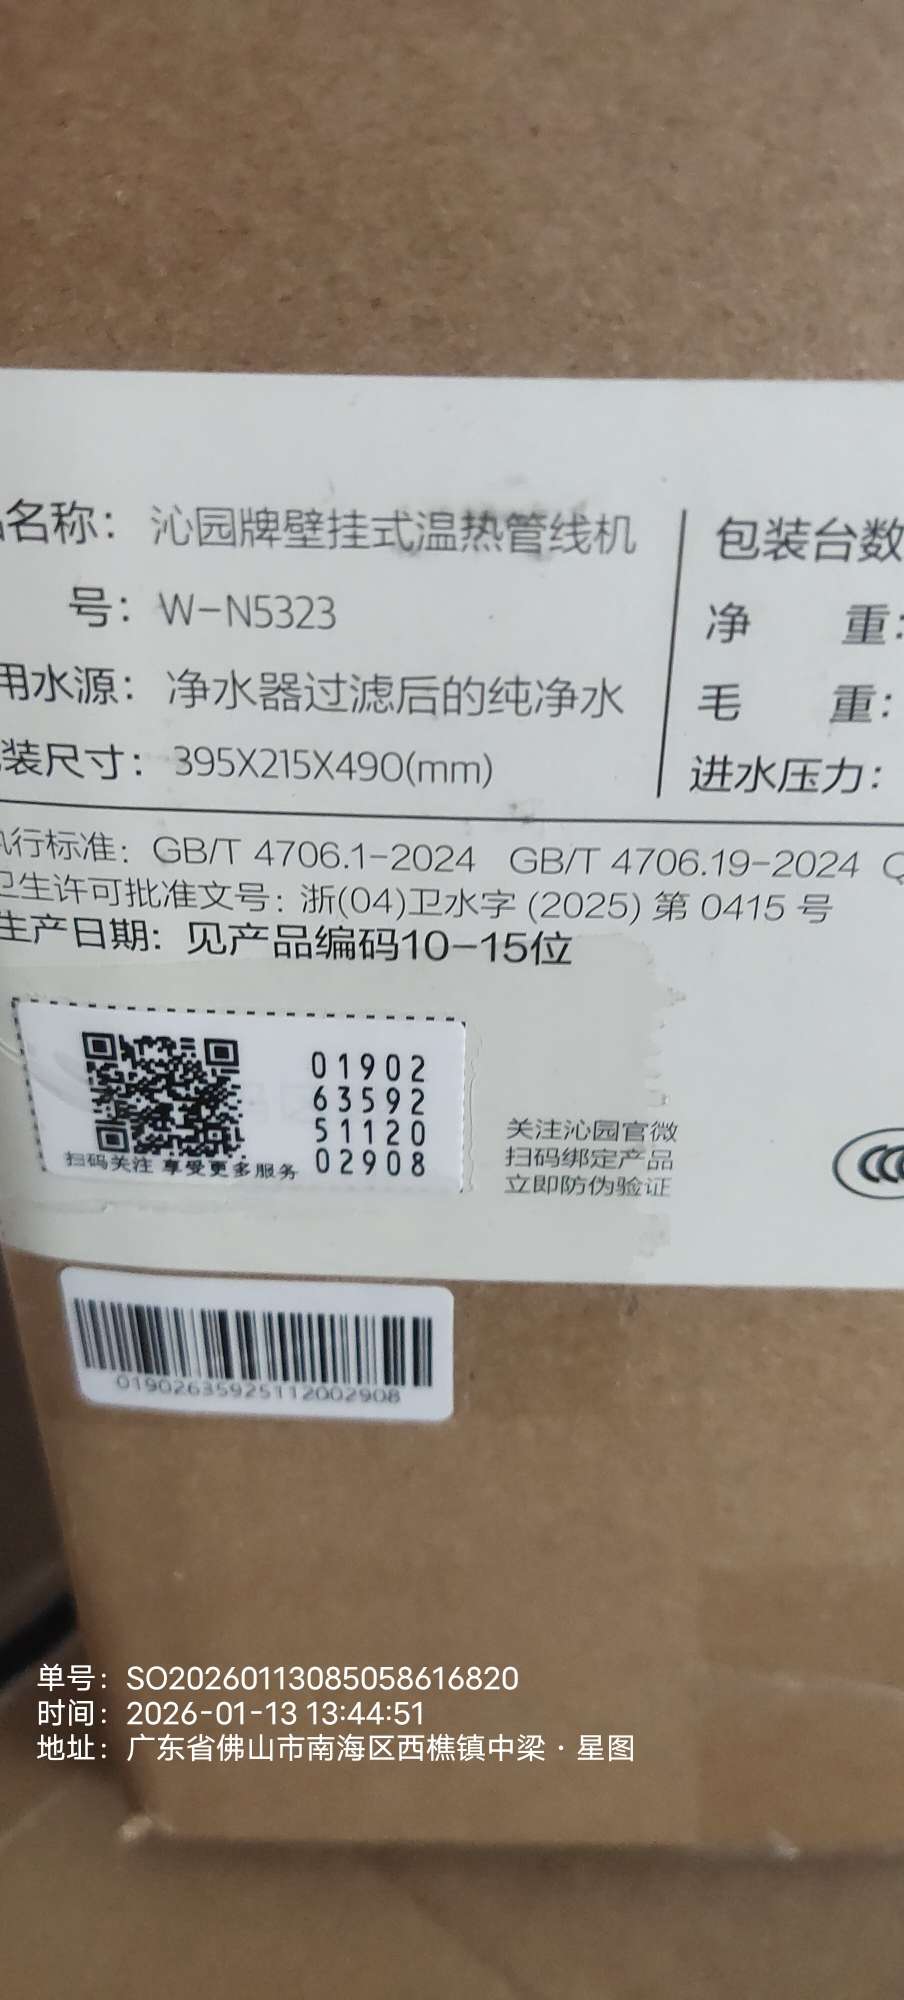 名称：沁园牌壁挂式温热管线机
号：W-N5323
用水源：净水器过滤后的纯净水
装尺寸：395X215X490(mm)
包装台数
净 重：
毛 重：
进水压力：
执行标准：GB/T 4706.1-2024 GB/T 4706.19-2024 Q
卫生许可批准文号：浙(04)卫水字 (2025) 第 0415 号
生产日期：见产品编码10-15位
01902
63592
51120
02908
扫码关注 享受更多服务
关注沁园官微
扫码绑定产品
立即防伪验证
01902635925112002908
单号：SO20260113085058616820
时间：2026-01-13 13:44:51
地址：广东省佛山市南海区西樵镇中梁·星图